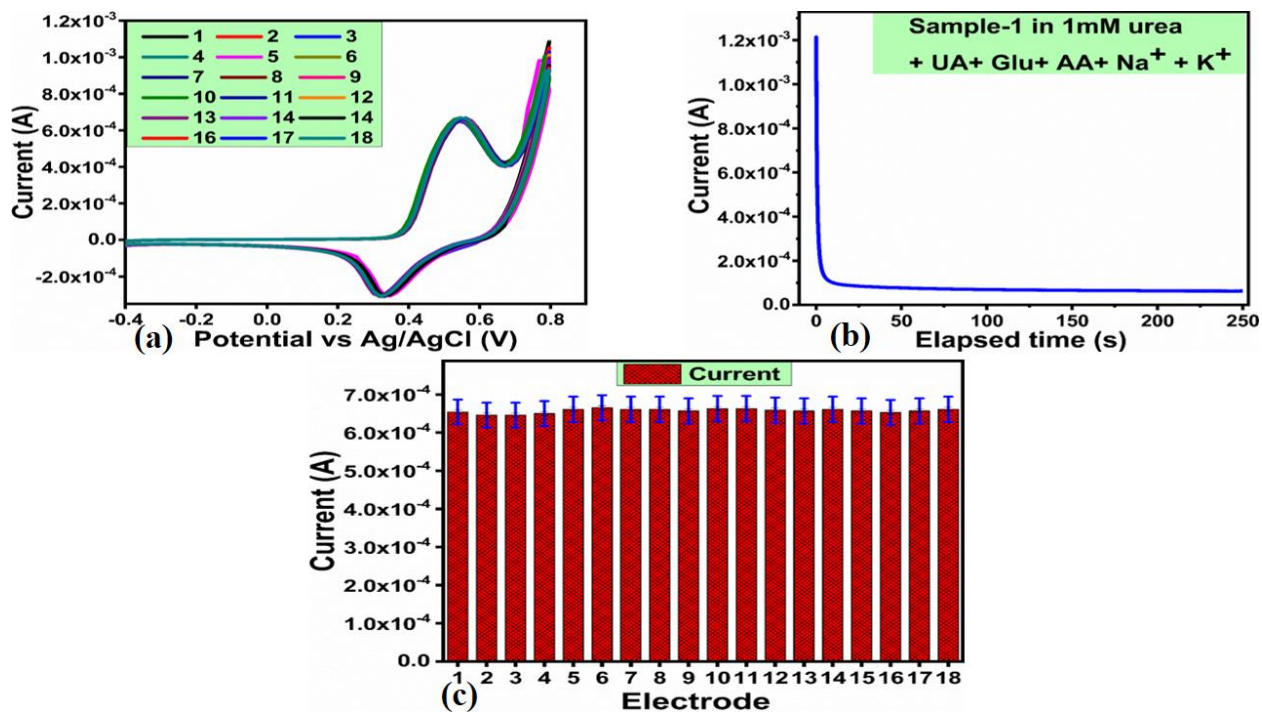 1.2x10⁻³
1.0x10⁻³
8.0x10⁻⁴
6.0x10⁻⁴
4.0x10⁻⁴
2.0x10⁻⁴
0.0
-2.0x10⁻⁴
Current (A)
1 2 3
4 5 6
7 8 9
10 11 12
13 14 14
16 17 18
-0.4 0.0 0.2 0.4 0.6 0.8
(a) Potential vs Ag/AgCl (V)
1.2x10⁻³
8.0x10⁻⁴
6.0x10⁻⁴
4.0x10⁻⁴
2.0x10⁻⁴
0.0
Current (A)
Sample-1 in 1mM urea
+ UA+ Glu+ AA+ Na⁺ + K⁺
0 50 100 150 200 250
Elapsed time (s)
(b)
Current
7.0x10⁻⁴
6.0x10⁻⁴
5.0x10⁻⁴
4.0x10⁻⁴
3.0x10⁻⁴
2.0x10⁻⁴
1.0x10⁻⁴
0.0
Current (A)
1 2 3 4 5 6 7 8 9 10 11 12 13 14 15 16 17 18
(c) Electrode